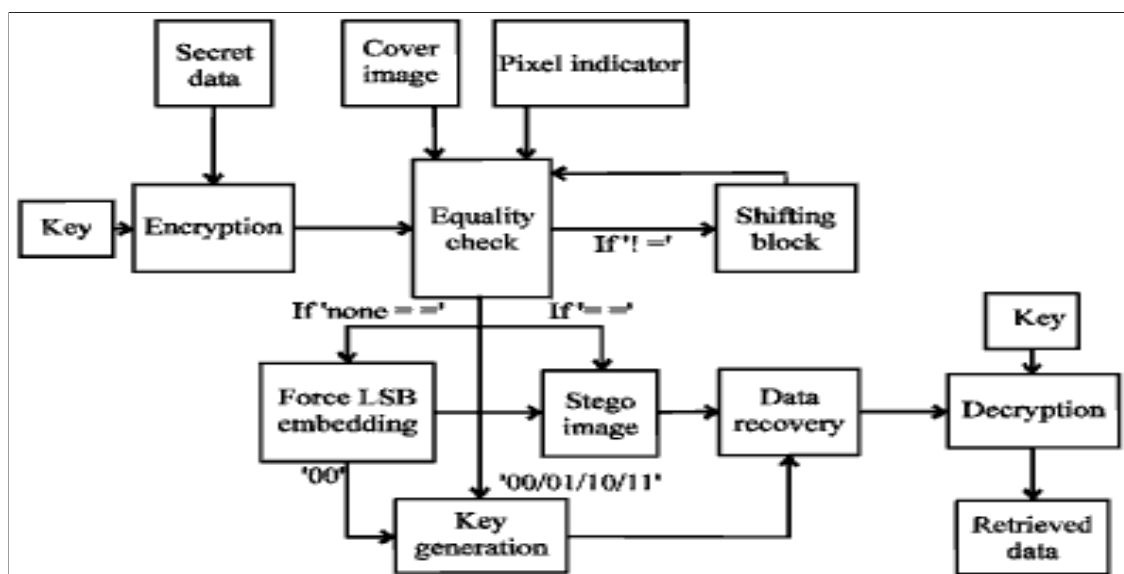 Secret
data
Cover
image
Pixel indicator
Key
Encryption
Equality
check
Shifting
block
If '! ='
If 'none = ='
If '= ='
Key
Force LSB
embedding
Stego
image
Data
recovery
Decryption
'00'
'00/01/10/11'
Key
generation
Retrieved
data